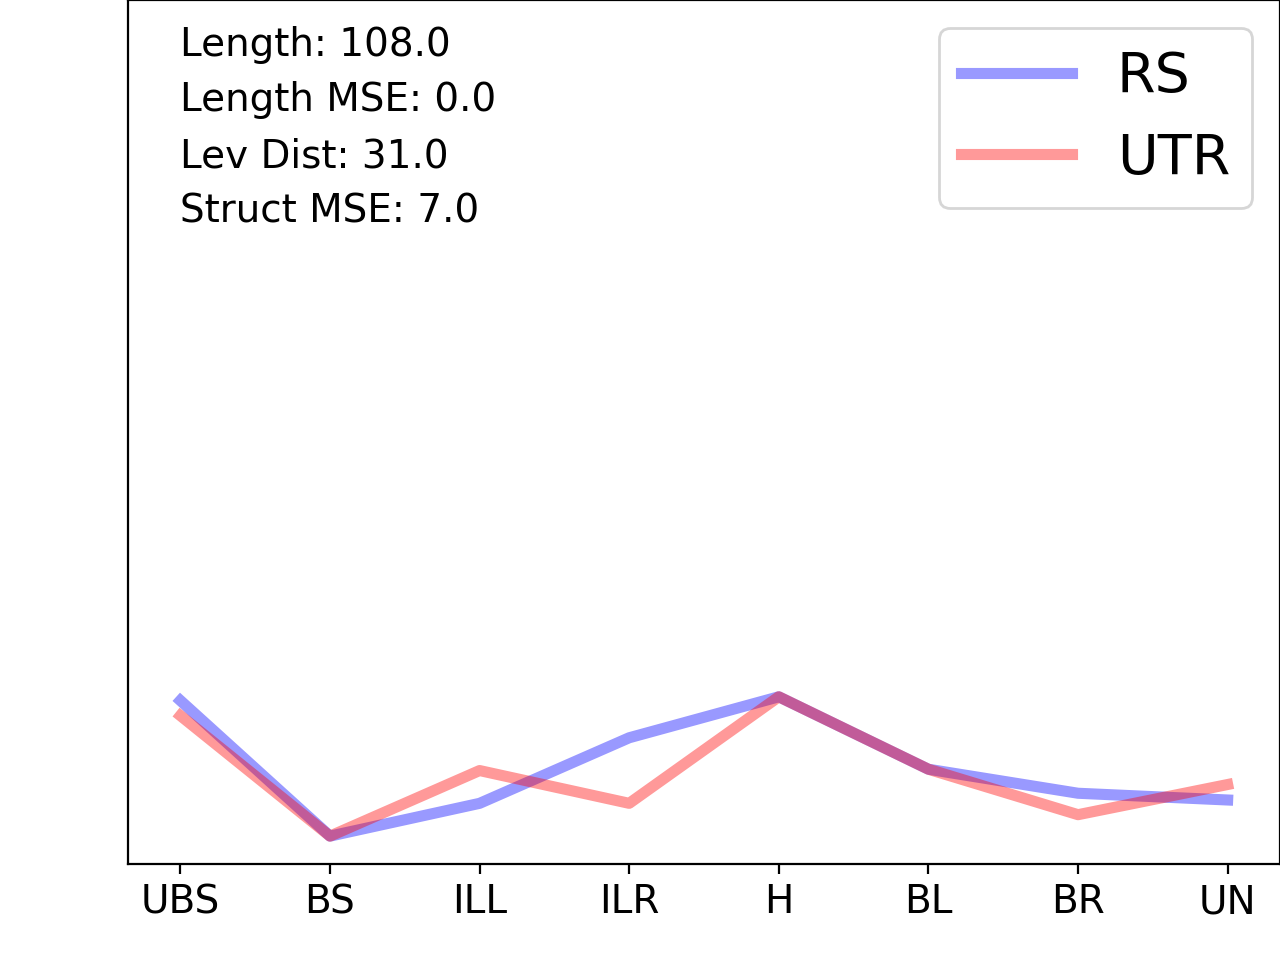 Length: 108.0
Length MSE: 0.0
Lev Dist: 31.0
Struct MSE: 7.0
RS
UTR
UBS BS ILL ILR H BL BR UN